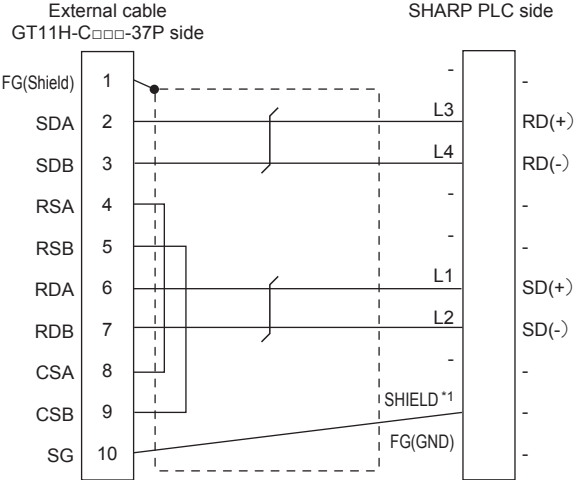 External cable
GT11H-C□□□-37P side
SHARP PLC side
FG(Shield) 1 - -
SDA 2 L3 RD(+)
SDB 3 L4 RD(-)
RSA 4 - -
RSB 5 - -
RDA 6 L1 SD(+)
RDB 7 L2 SD(-)
CSA 8 - -
CSB 9 SHIELD *1 -
SG 10 FG(GND) -